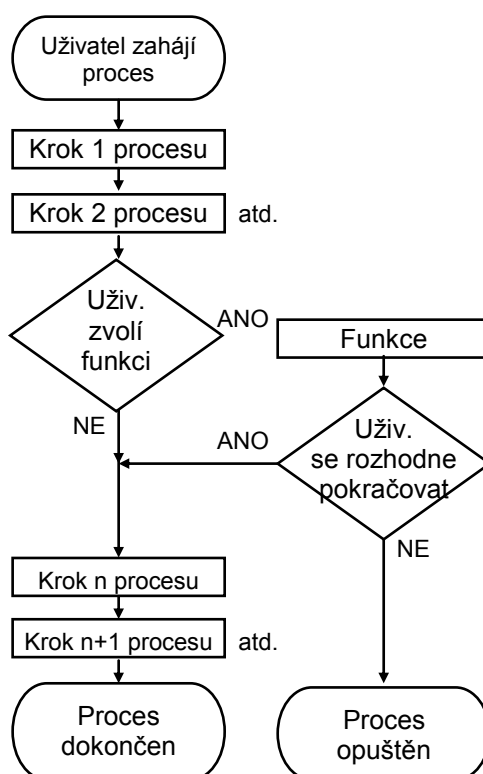 Uživatel zahájí
proces
Krok 1 procesu
Krok 2 procesu
atd.
Uživ.
zvolí
funkci
ANO
Funkce
NE
ANO
Uživ.
se rozhodne
pokračovat
NE
Krok n procesu
Krok n+1 procesu
atd.
Proces
dokončen
Proces
opuštěn